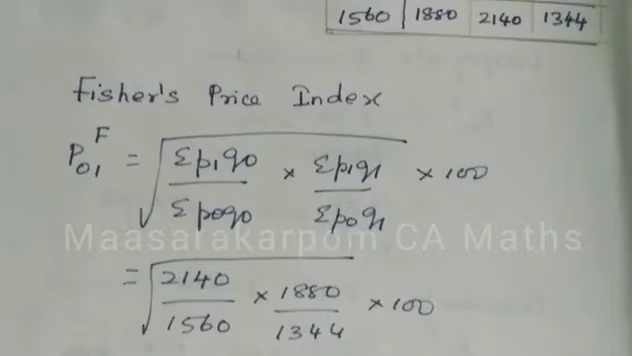 1560 1880 2140 1344
Fisher's Price Index
P₀₁ᶠ = √(Σp₁q₀ / Σp₀q₀ × Σp₁q₁ / Σp₀q₁) × 100
Maasarakarpom CA Maths
= √(2140 / 1560 × 1880 / 1344) × 100